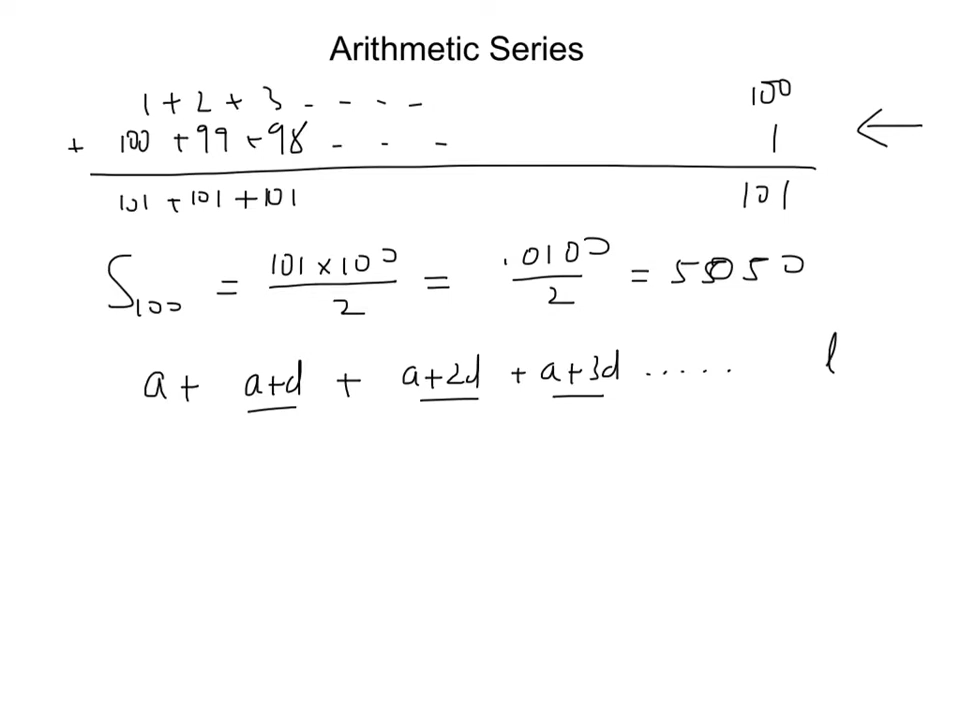 Arithmetic Series
1 + 2 + 3 - - - - 100
+ 100 + 99 + 98 - - - 1
101 + 101 + 101 101
S₁₀₀ = 101 × 100 / 2 = 10100 / 2 = 5050
a + a+d + a+2d + a+3d ..... l